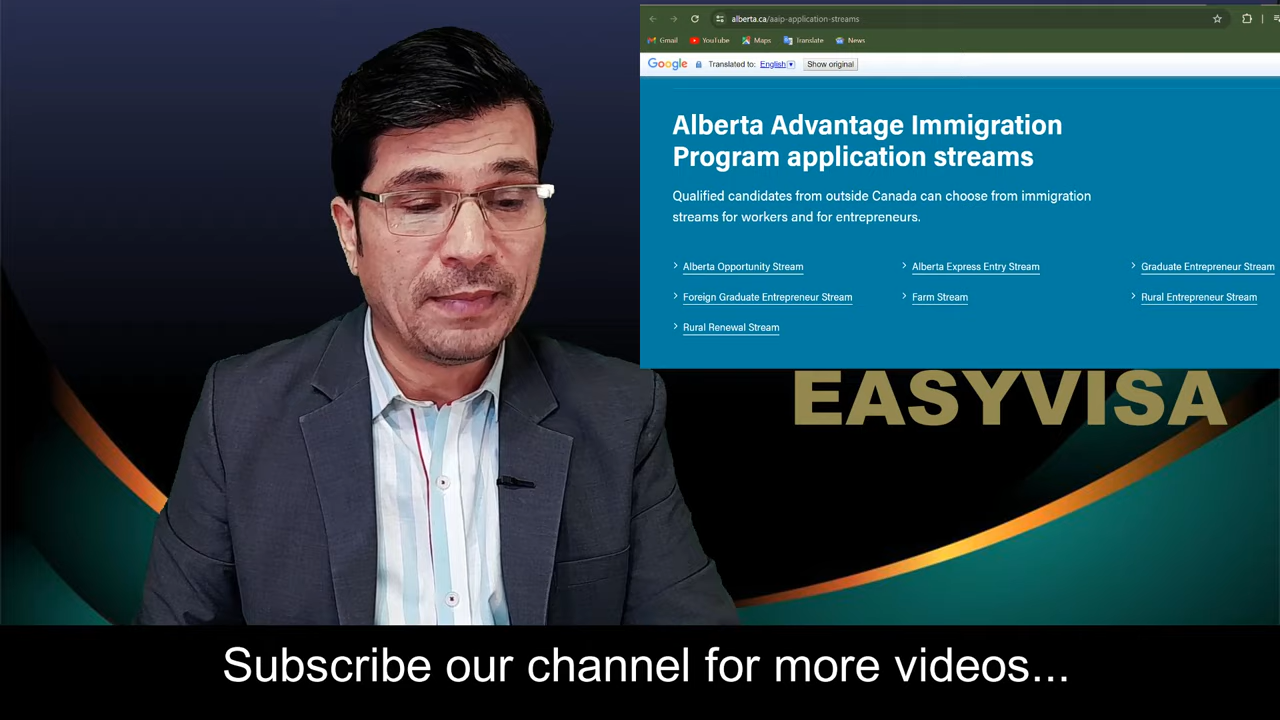 alberta.ca/aaip-application-streams
Gmail YouTube Maps Translate News
Google Translated to: English Show original
Alberta Advantage Immigration
Program application streams
Qualified candidates from outside Canada can choose from immigration
streams for workers and for entrepreneurs.
Alberta Opportunity Stream Alberta Express Entry Stream Graduate Entrepreneur Stream
Foreign Graduate Entrepreneur Stream Farm Stream Rural Entrepreneur Stream
Rural Renewal Stream
EASYVISA
Subscribe our channel for more videos...